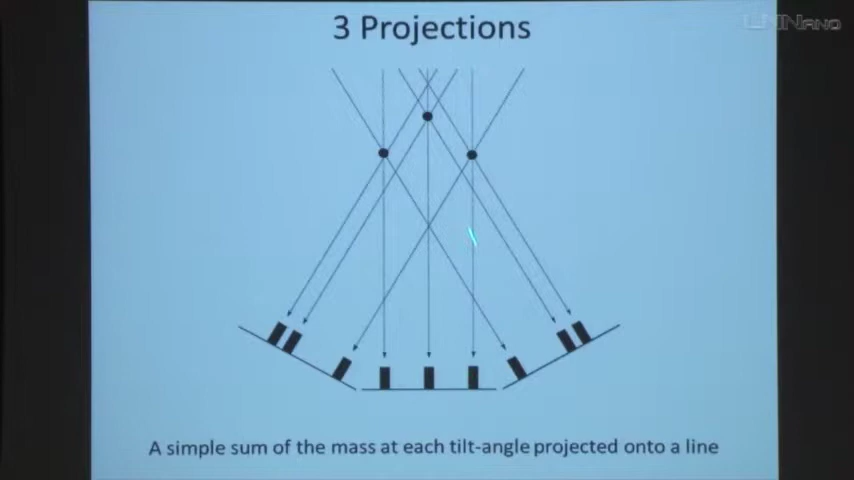 3 Projections
A simple sum of the mass at each tilt-angle projected onto a line